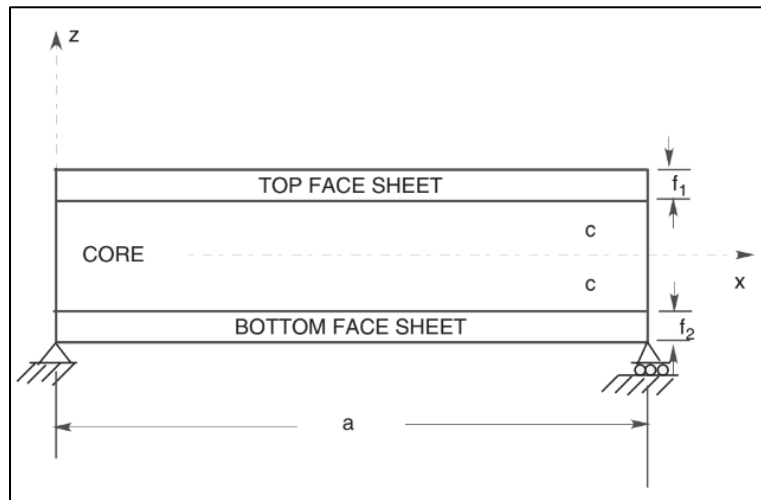 z
TOP FACE SHEET
f₁
c
CORE
x
c
BOTTOM FACE SHEET
f₂
a